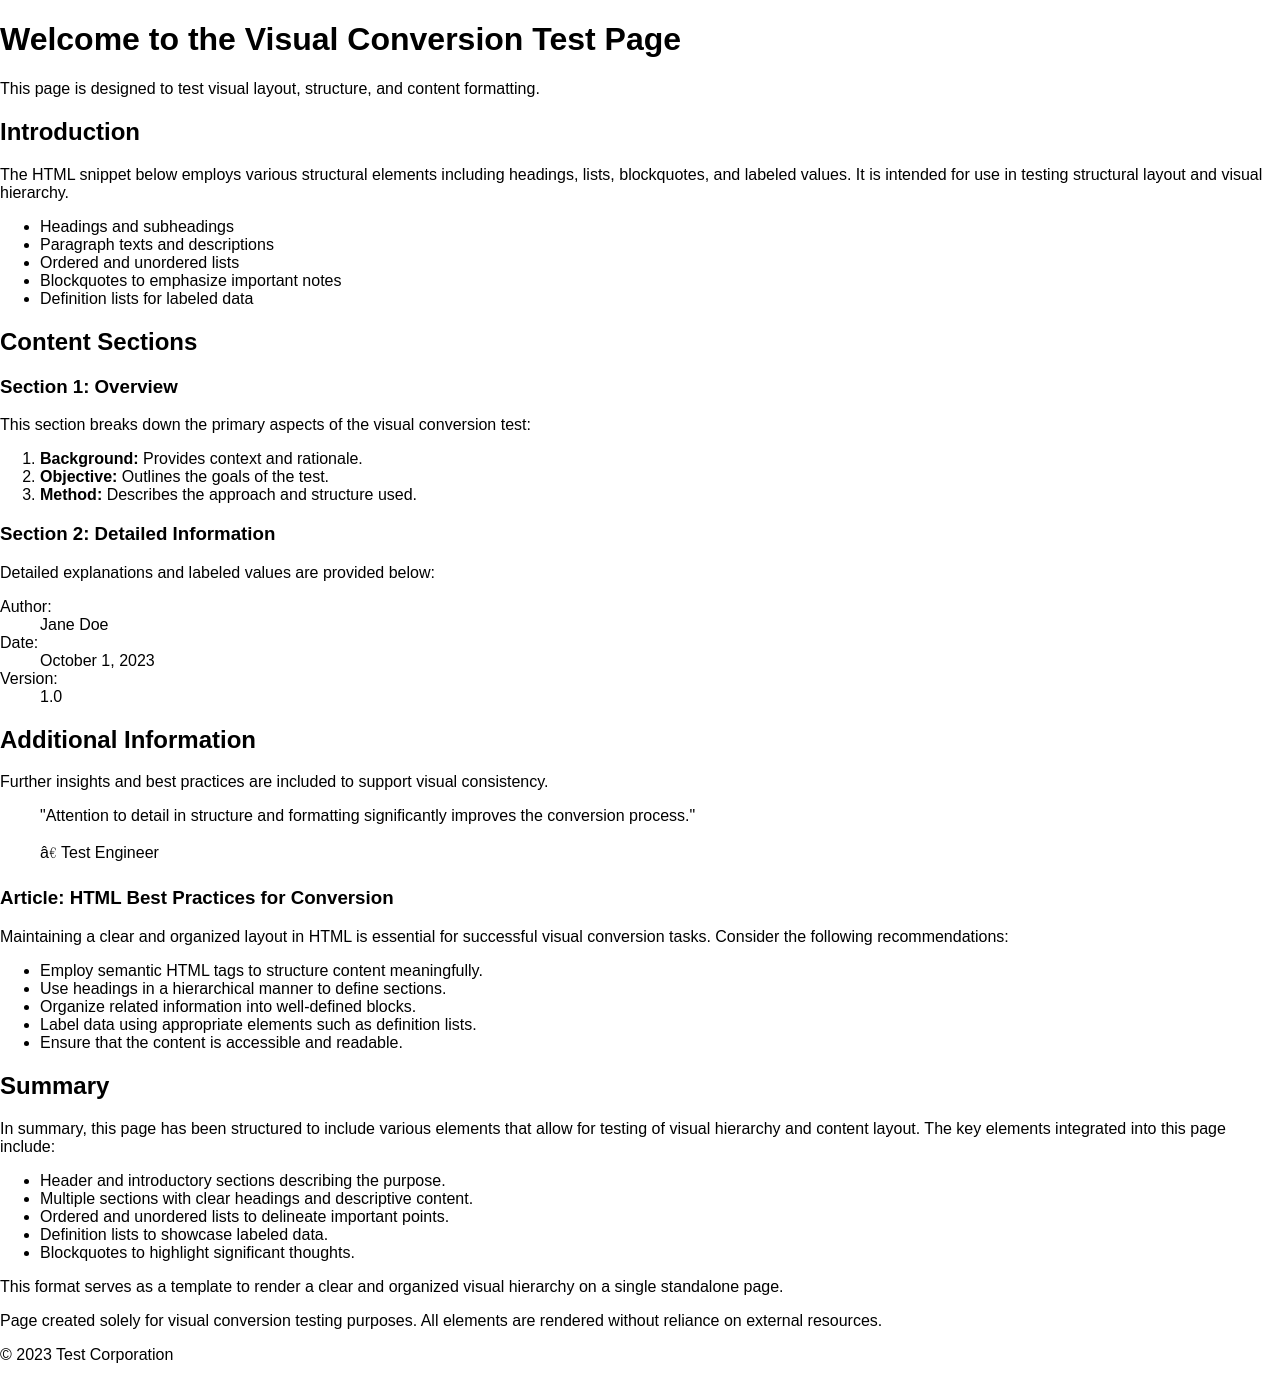 Welcome to the Visual Conversion Test Page
This page is designed to test visual layout, structure, and content formatting.
Introduction
The HTML snippet below employs various structural elements including headings, lists, blockquotes, and labeled values. It is intended for use in testing structural layout and visual
hierarchy.
• Headings and subheadings
• Paragraph texts and descriptions
• Ordered and unordered lists
• Blockquotes to emphasize important notes
• Definition lists for labeled data
Content Sections
Section 1: Overview
This section breaks down the primary aspects of the visual conversion test:
1. Background: Provides context and rationale.
2. Objective: Outlines the goals of the test.
3. Method: Describes the approach and structure used.
Section 2: Detailed Information
Detailed explanations and labeled values are provided below:
Author:
Jane Doe
Date:
October 1, 2023
Version:
1.0
Additional Information
Further insights and best practices are included to support visual consistency.
"Attention to detail in structure and formatting significantly improves the conversion process."
â€ Test Engineer
Article: HTML Best Practices for Conversion
Maintaining a clear and organized layout in HTML is essential for successful visual conversion tasks. Consider the following recommendations:
• Employ semantic HTML tags to structure content meaningfully.
• Use headings in a hierarchical manner to define sections.
• Organize related information into well-defined blocks.
• Label data using appropriate elements such as definition lists.
• Ensure that the content is accessible and readable.
Summary
In summary, this page has been structured to include various elements that allow for testing of visual hierarchy and content layout. The key elements integrated into this page
include:
• Header and introductory sections describing the purpose.
• Multiple sections with clear headings and descriptive content.
• Ordered and unordered lists to delineate important points.
• Definition lists to showcase labeled data.
• Blockquotes to highlight significant thoughts.
This format serves as a template to render a clear and organized visual hierarchy on a single standalone page.
Page created solely for visual conversion testing purposes. All elements are rendered without reliance on external resources.
© 2023 Test Corporation